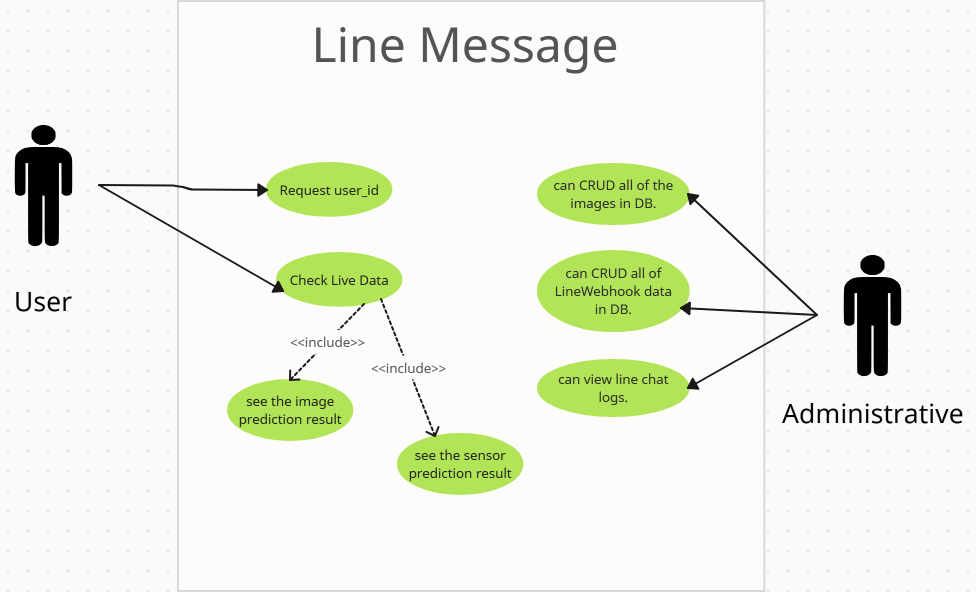 Line Message
User
Request user_id
Check Live Data
<<include>>
<<include>>
see the image
prediction result
see the sensor
prediction result
can CRUD all of the
images in DB.
can CRUD all of
LineWebhook data
in DB.
can view line chat
logs.
Administrative